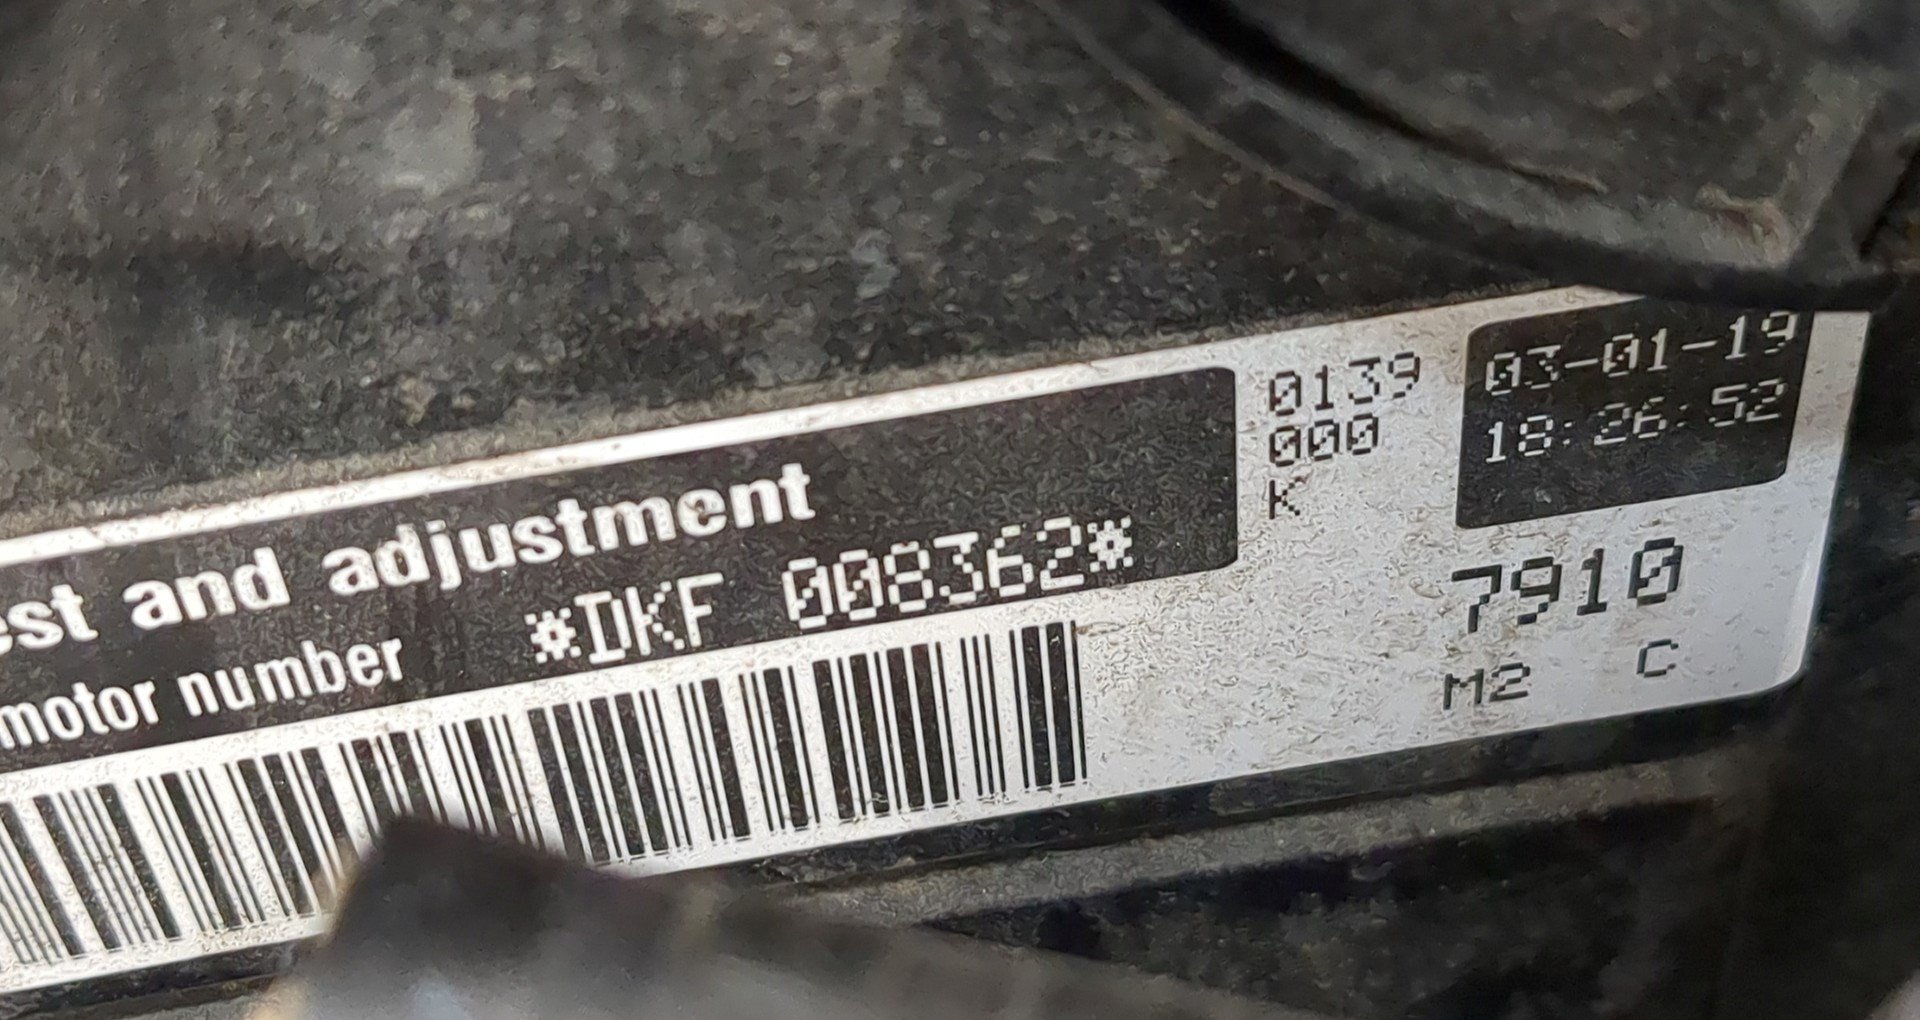 est and adjustment
motor number *DKF 008362*
0139
000
K
03-01-19
18:26:52
7910
M2 C